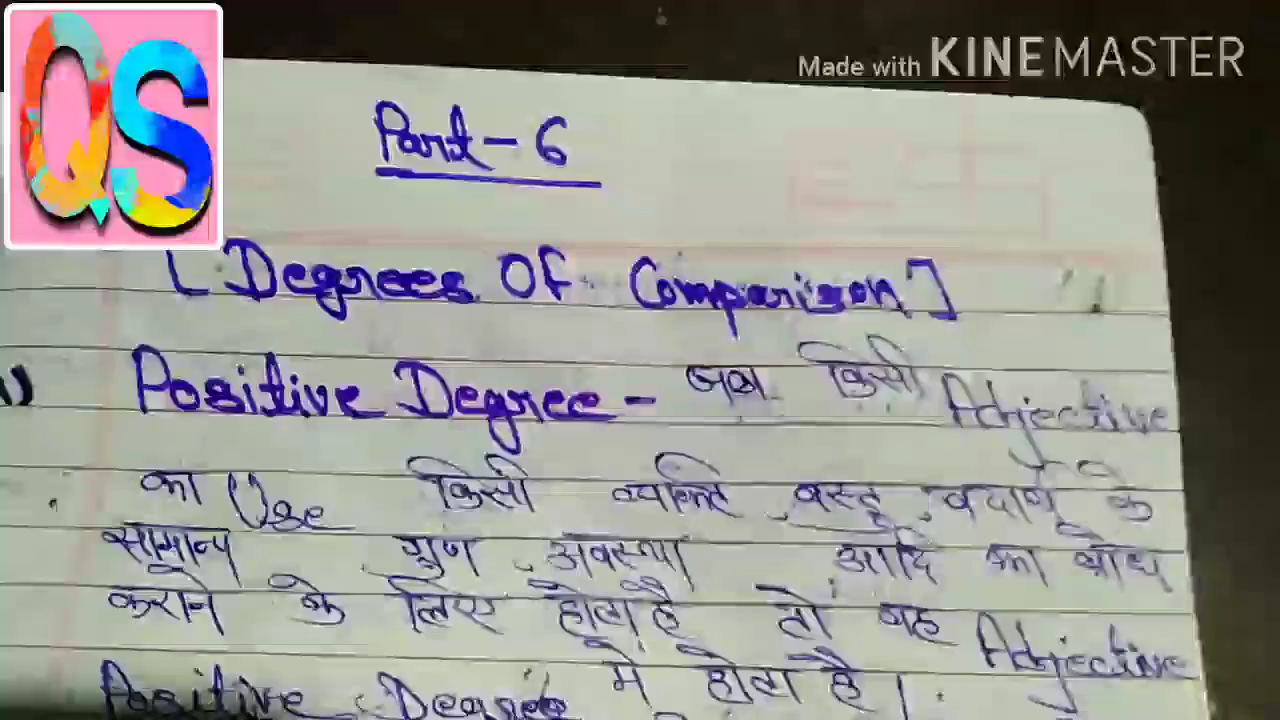 QS
Made with KINEMASTER
Part - 6
[Degrees Of Comparison]
1) Positive Degree - जब किसी Adjective
का Use किसी व्यक्ति, वस्तु, पदार्थ के
सामान्य गुण, अवस्था आदि का बोध
कराने के लिए होता है तो वह Adjective
Positive Degree में होता है।